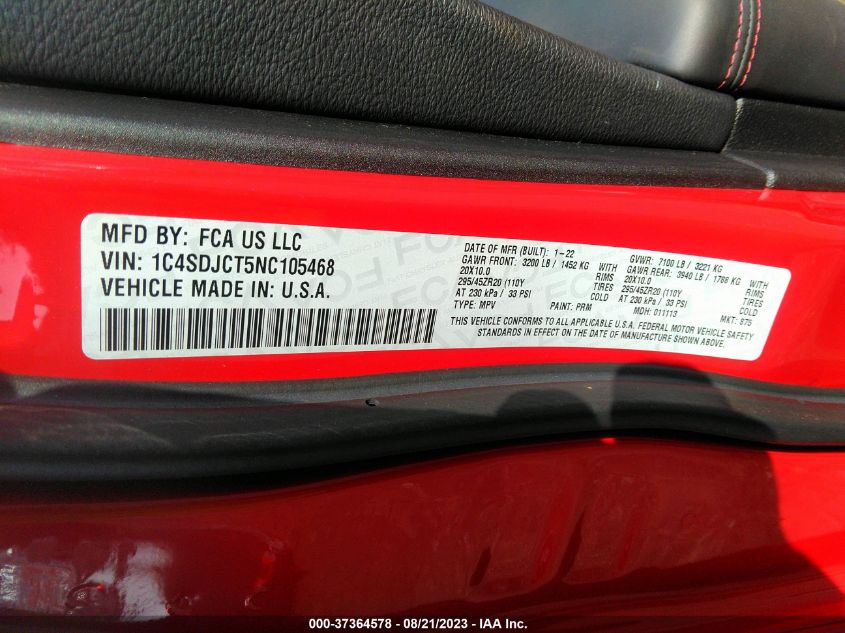 MFD BY: FCA US LLC
VIN: 1C4SDJCT5NC105468
VEHICLE MADE IN: U.S.A.
DATE OF MFR (BUILT): 1-22 GVWR: 7100 LB / 3221 KG
GAWR FRONT: 3200 LB / 1452 KG WITH GAWR REAR: 3940 LB / 1786 KG WITH
20X10.0 RIMS 20X10.0 RIMS
295/45ZR20 (110Y TIRES 295/45ZR20 (110Y TIRES
AT 230 kPa / 33 PSI COLD AT 230 kPa / 33 PSI COLD
TYPE: MPV PAINT: PRM MDH: 011113 MKT: 875
THIS VEHICLE CONFORMS TO ALL APPLICABLE U.S.A. FEDERAL MOTOR VEHICLE SAFETY
STANDARDS IN EFFECT ON THE DATE OF MANUFACTURE SHOWN ABOVE.
000-37364578 - 08/21/2023 - IAA Inc.